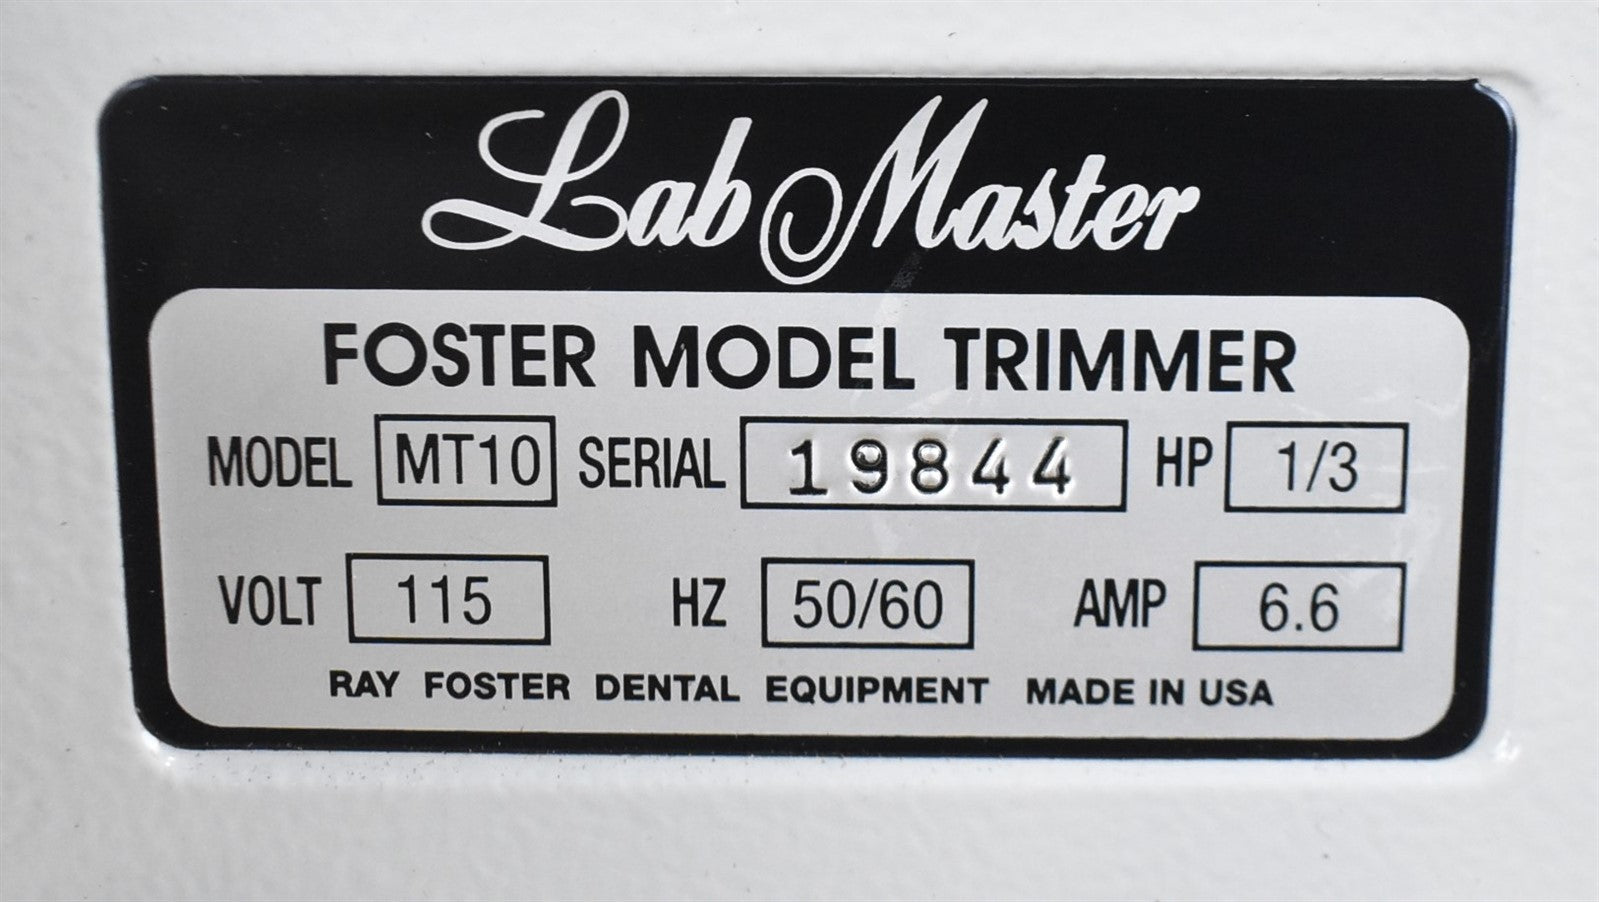 Lab Master
FOSTER MODEL TRIMMER
MODEL MT10 SERIAL 19844 HP 1/3
VOLT 115 HZ 50/60 AMP 6.6
RAY FOSTER DENTAL EQUIPMENT MADE IN USA